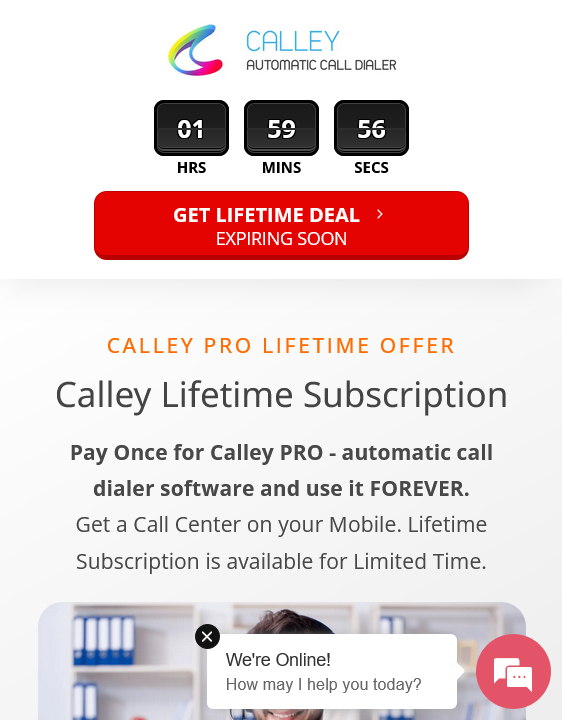 CALLEY
AUTOMATIC CALL DIALER
01 59 56
HRS MINS SECS
GET LIFETIME DEAL
EXPIRING SOON
CALLEY PRO LIFETIME OFFER
Calley Lifetime Subscription
Pay Once for Calley PRO - automatic call
dialer software and use it FOREVER.
Get a Call Center on your Mobile. Lifetime
Subscription is available for Limited Time.
We're Online!
How may I help you today?